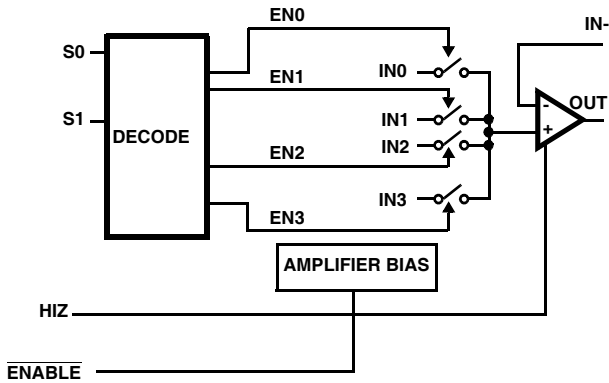 EN0
IN-
S0
IN0
EN1
OUT
S1
IN1
-
DECODE
+
IN2
EN2
IN3
EN3
AMPLIFIER BIAS
HIZ
ENABLE